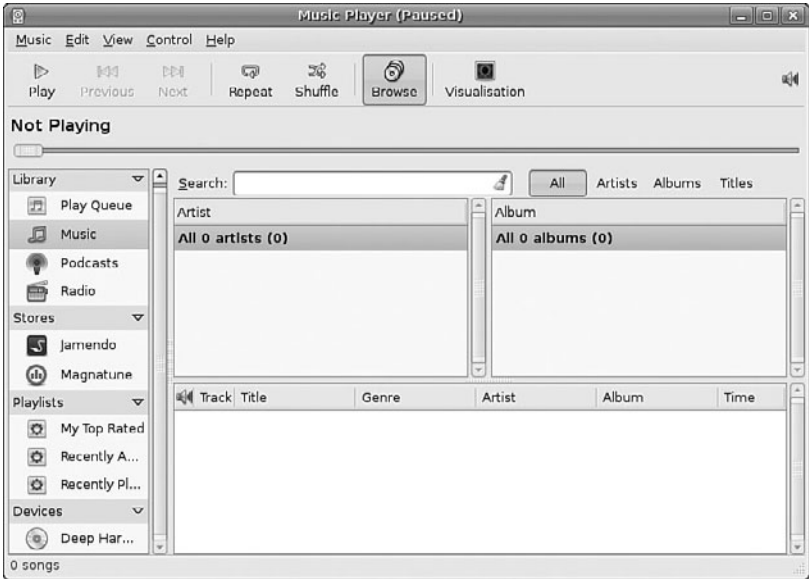 Music Player (Paused)
Music Edit View Control Help
Play Previous Next Repeat Shuffle Browse Visualisation
Not Playing
Library
Play Queue
Music
Podcasts
Radio
Stores
Jamendo
Magnatune
Playlists
My Top Rated
Recently A...
Recently Pl...
Devices
Deep Har...
Search: All Artists Albums Titles
Artist
All 0 artists (0)
Album
All 0 albums (0)
Track Title Genre Artist Album Time
0 songs